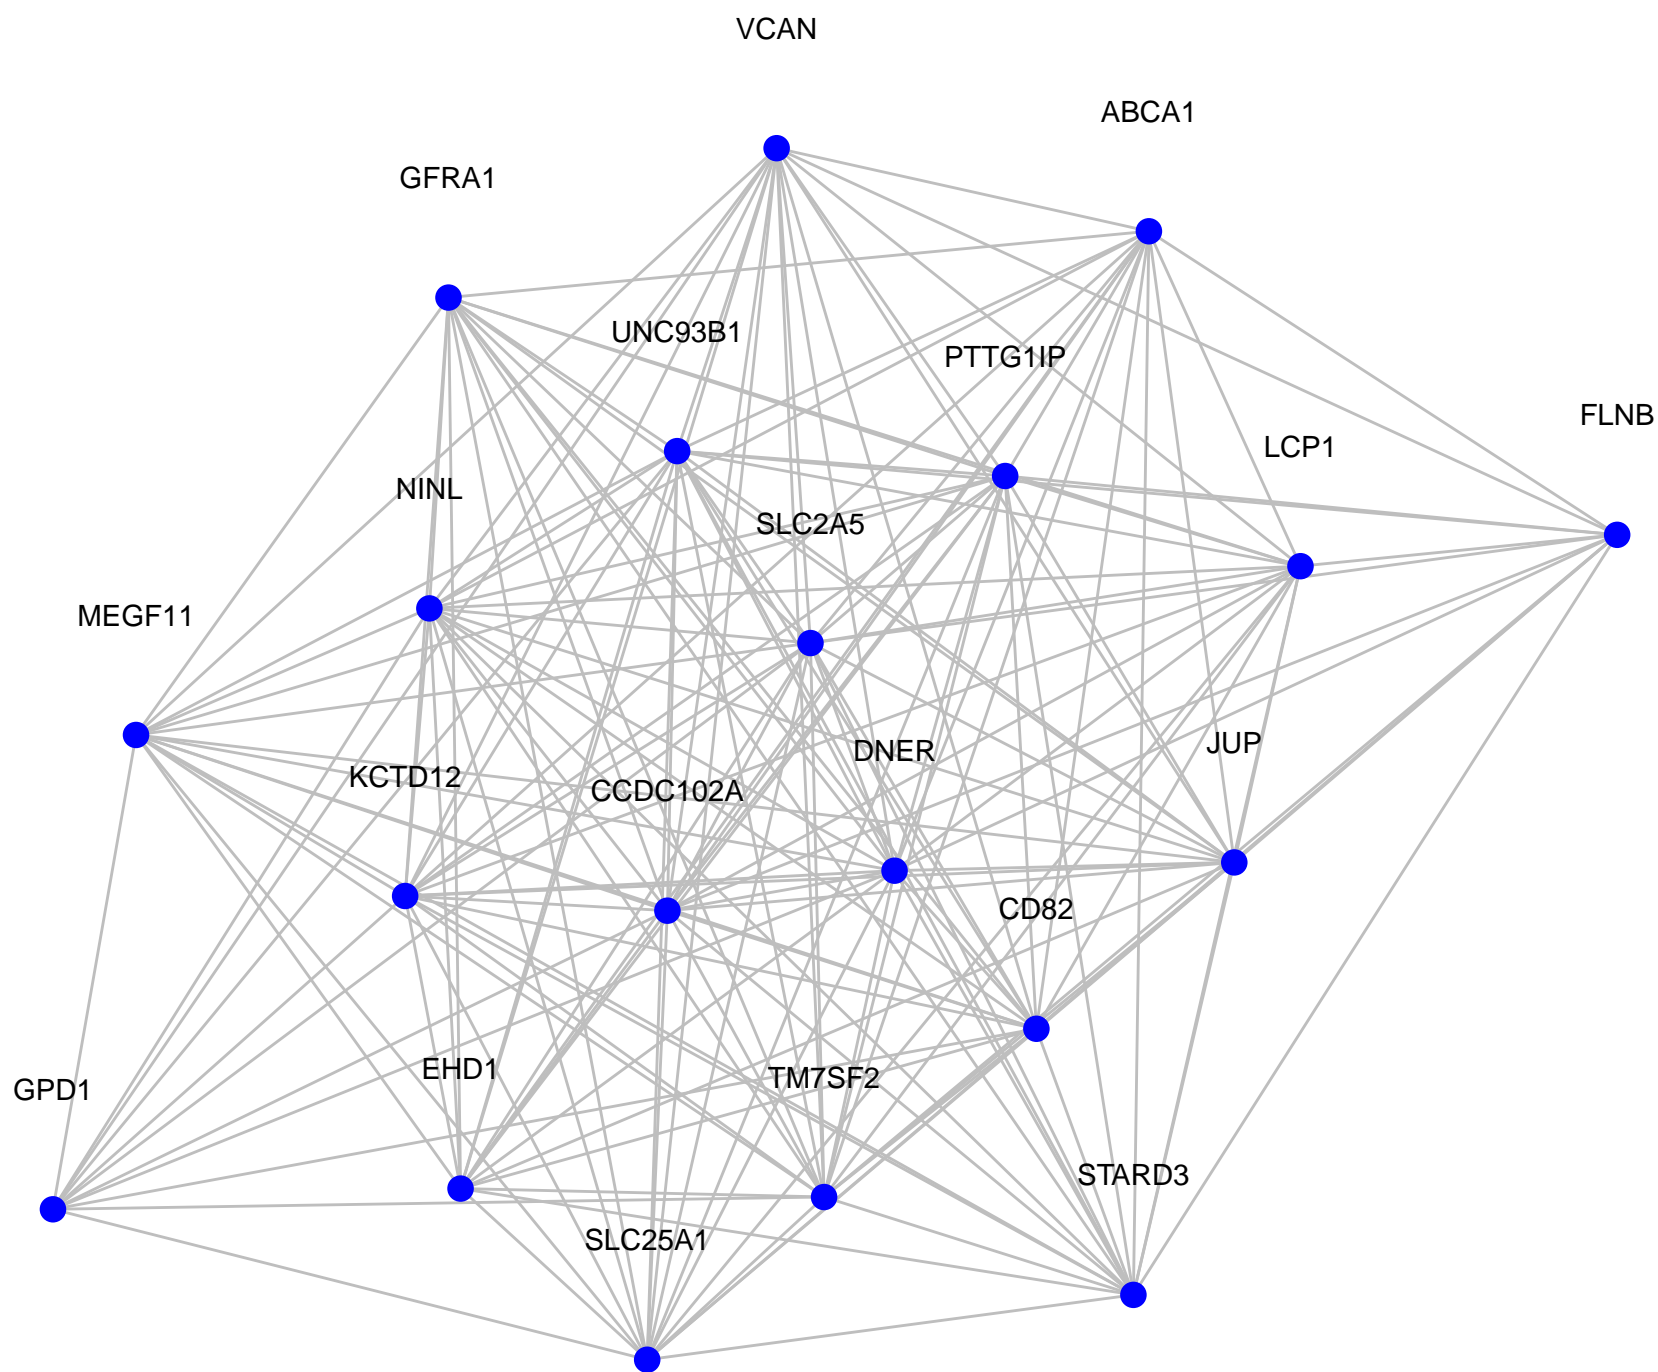 VCAN
ABCA1
GFRA1
UNC93B1
PTTG1IP
FLNB
LCP1
NINL
SLC2A5
MEGF11
JUP
DNER
KCTD12
CCDC102A
CD82
EHD1
TM7SF2
GPD1
STARD3
SLC25A1